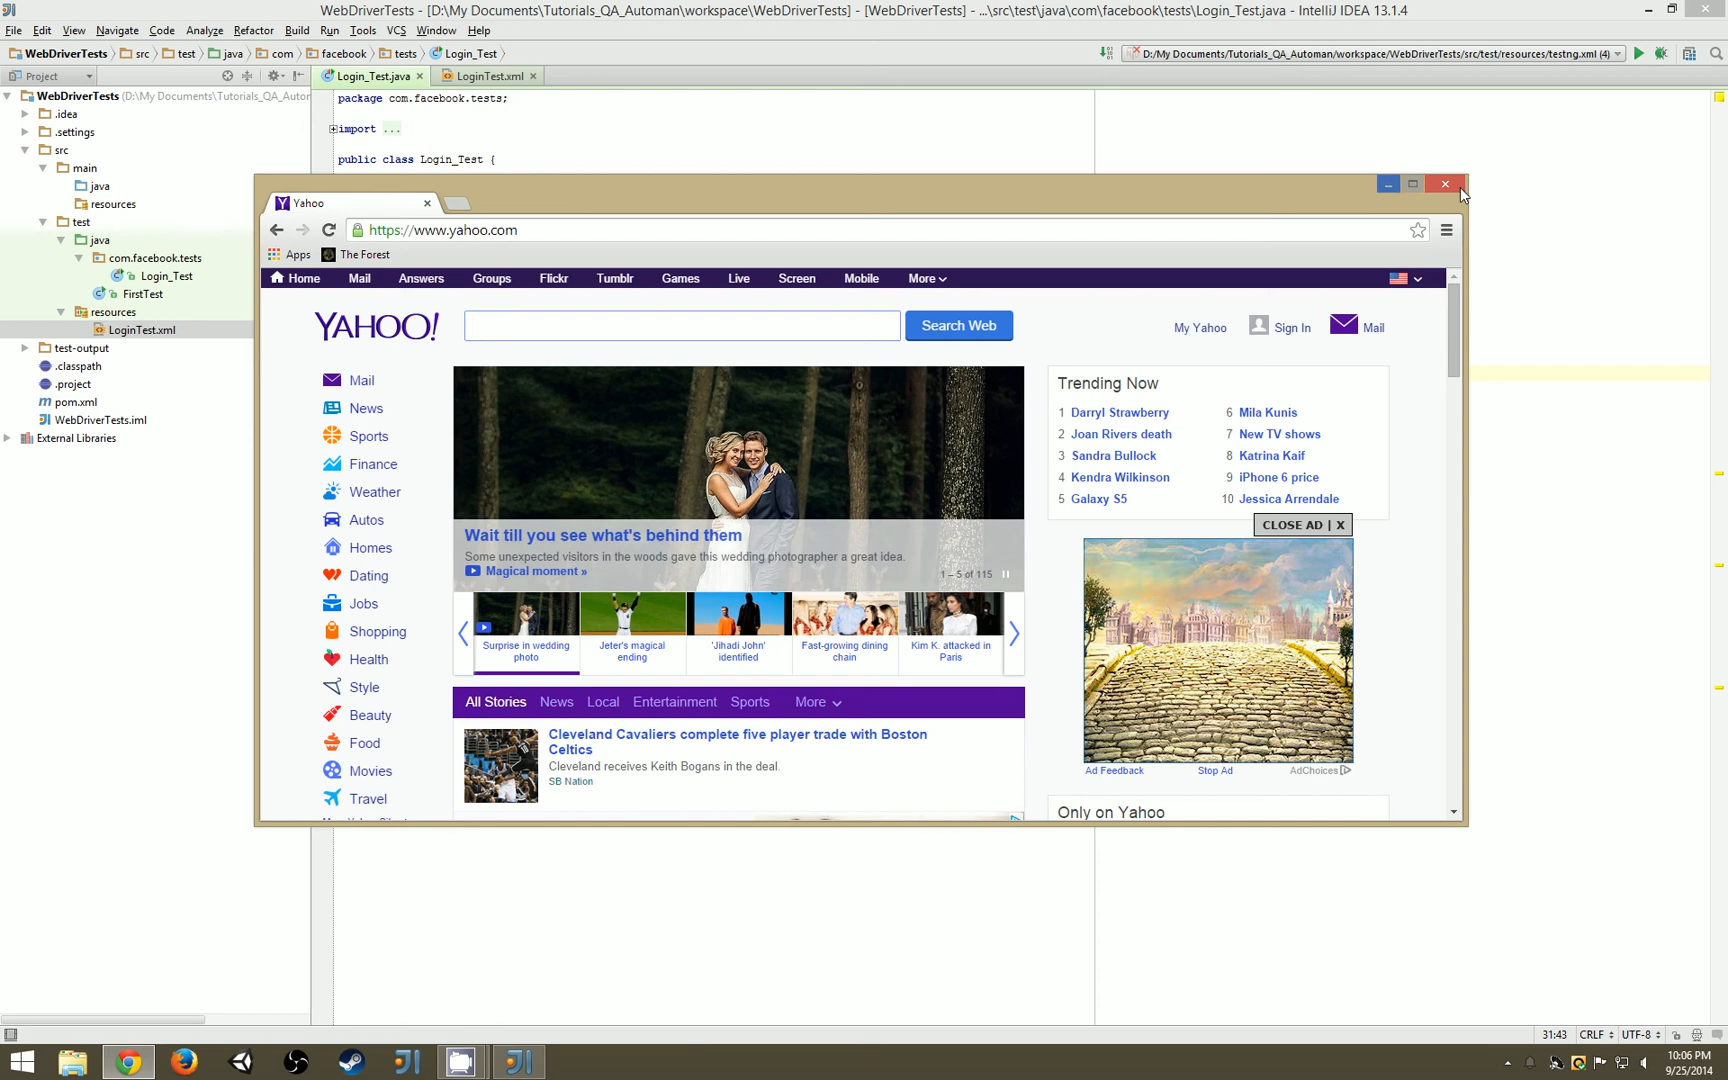 WebDriverTests - [D:\My Documents\Tutorials_QA_Automan\workspace\WebDriverTests] - [WebDriverTests] - ...\src\test\java\com\facebook\tests\Login_Test.java - IntelliJ IDEA 13.1.4
File Edit View Navigate Code Analyze Refactor Build Run Tools VCS Window Help
WebDriverTests src test java com facebook tests Login_Test
D:/My Documents/Tutorials_QA_Automan/workspace/WebDriverTests/src/test/resources/testng.xml (4)
Project
Login_Test.java LoginTest.xml
WebDriverTests (D:\My Documents\Tutorials_QA_Autor
.idea
.settings
src
main
java
resources
test
java
com.facebook.tests
Login_Test
FirstTest
resources
LoginTest.xml
test-output
.classpath
.project
pom.xml
WebDriverTests.iml
External Libraries
package com.facebook.tests;
import ...
public class Login_Test {
Yahoo
https://www.yahoo.com
Apps The Forest
Home Mail Answers Groups Flickr Tumblr Games Live Screen Mobile More
YAHOO!
Search Web
My Yahoo Sign In Mail
Mail
News
Sports
Finance
Weather
Autos
Homes
Dating
Jobs
Shopping
Health
Style
Beauty
Food
Movies
Travel
Wait till you see what's behind them
Some unexpected visitors in the woods gave this wedding photographer a great idea.
Magical moment »
1 – 5 of 115
Surprise in wedding photo
Jeter's magical ending
'Jihadi John' identified
Fast-growing dining chain
Kim K. attacked in Paris
All Stories News Local Entertainment Sports More
Cleveland Cavaliers complete five player trade with Boston
Celtics
Cleveland receives Keith Bogans in the deal.
SB Nation
Trending Now
1 Darryl Strawberry
2 Joan Rivers death
3 Sandra Bullock
4 Kendra Wilkinson
5 Galaxy S5
6 Mila Kunis
7 New TV shows
8 Katrina Kaif
9 iPhone 6 price
10 Jessica Arrendale
CLOSE AD | X
Ad Feedback Stop Ad AdChoices
Only on Yahoo
31:43 CRLF UTF-8
10:06 PM
9/25/2014